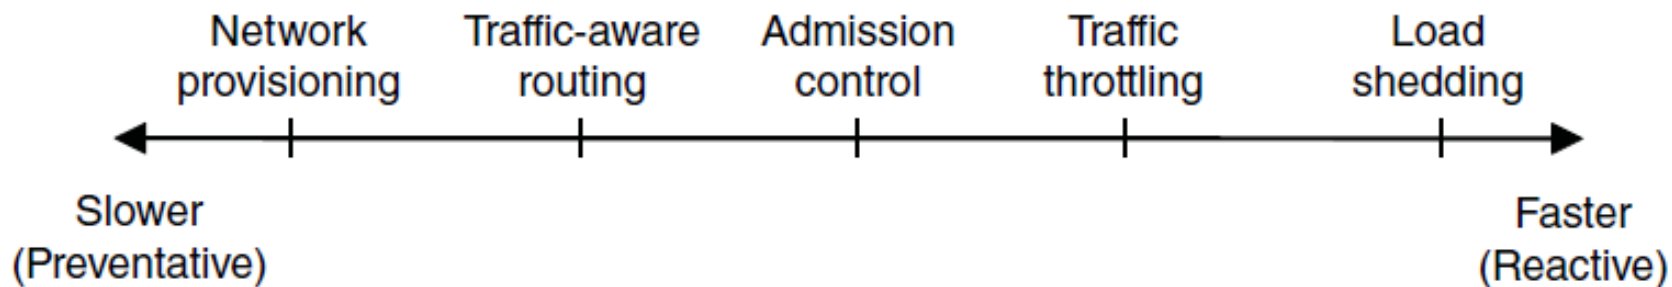 Network
provisioning
Traffic-aware
routing
Admission
control
Traffic
throttling
Load
shedding
Slower
(Preventative)
Faster
(Reactive)